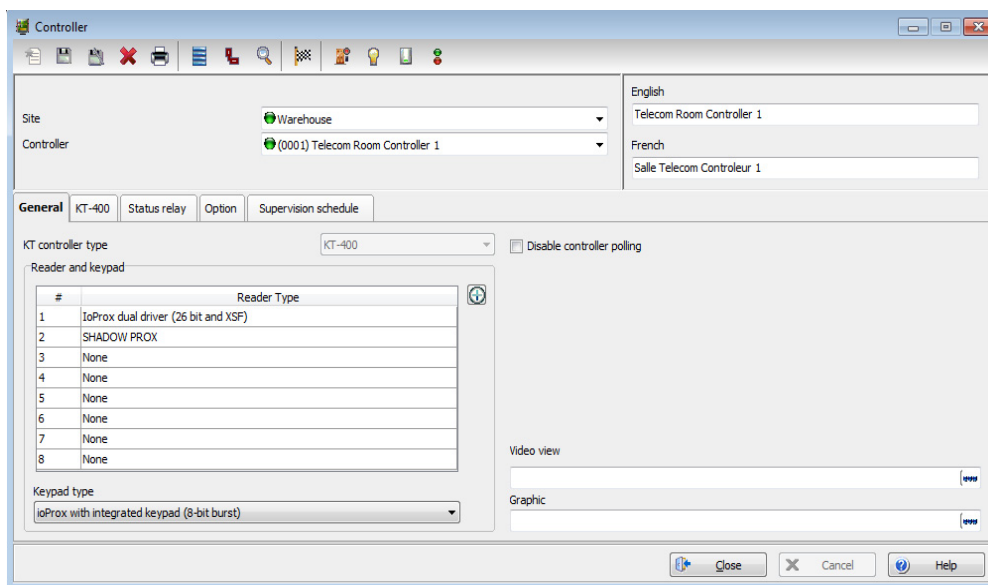 Controller
English
Site
Warehouse
Telecom Room Controller 1
Controller
(0001) Telecom Room Controller 1
French
Salle Telecom Controleur 1
General KT-400 Status relay Option Supervision schedule
KT controller type
KT-400
Disable controller polling
Reader and keypad
# Reader Type
1 IoProx dual driver (26 bit and XSF)
2 SHADOW PROX
3 None
4 None
5 None
6 None
7 None
8 None
Video view
Keypad type
Graphic
ioProx with integrated keypad (8-bit burst)
Close Cancel Help